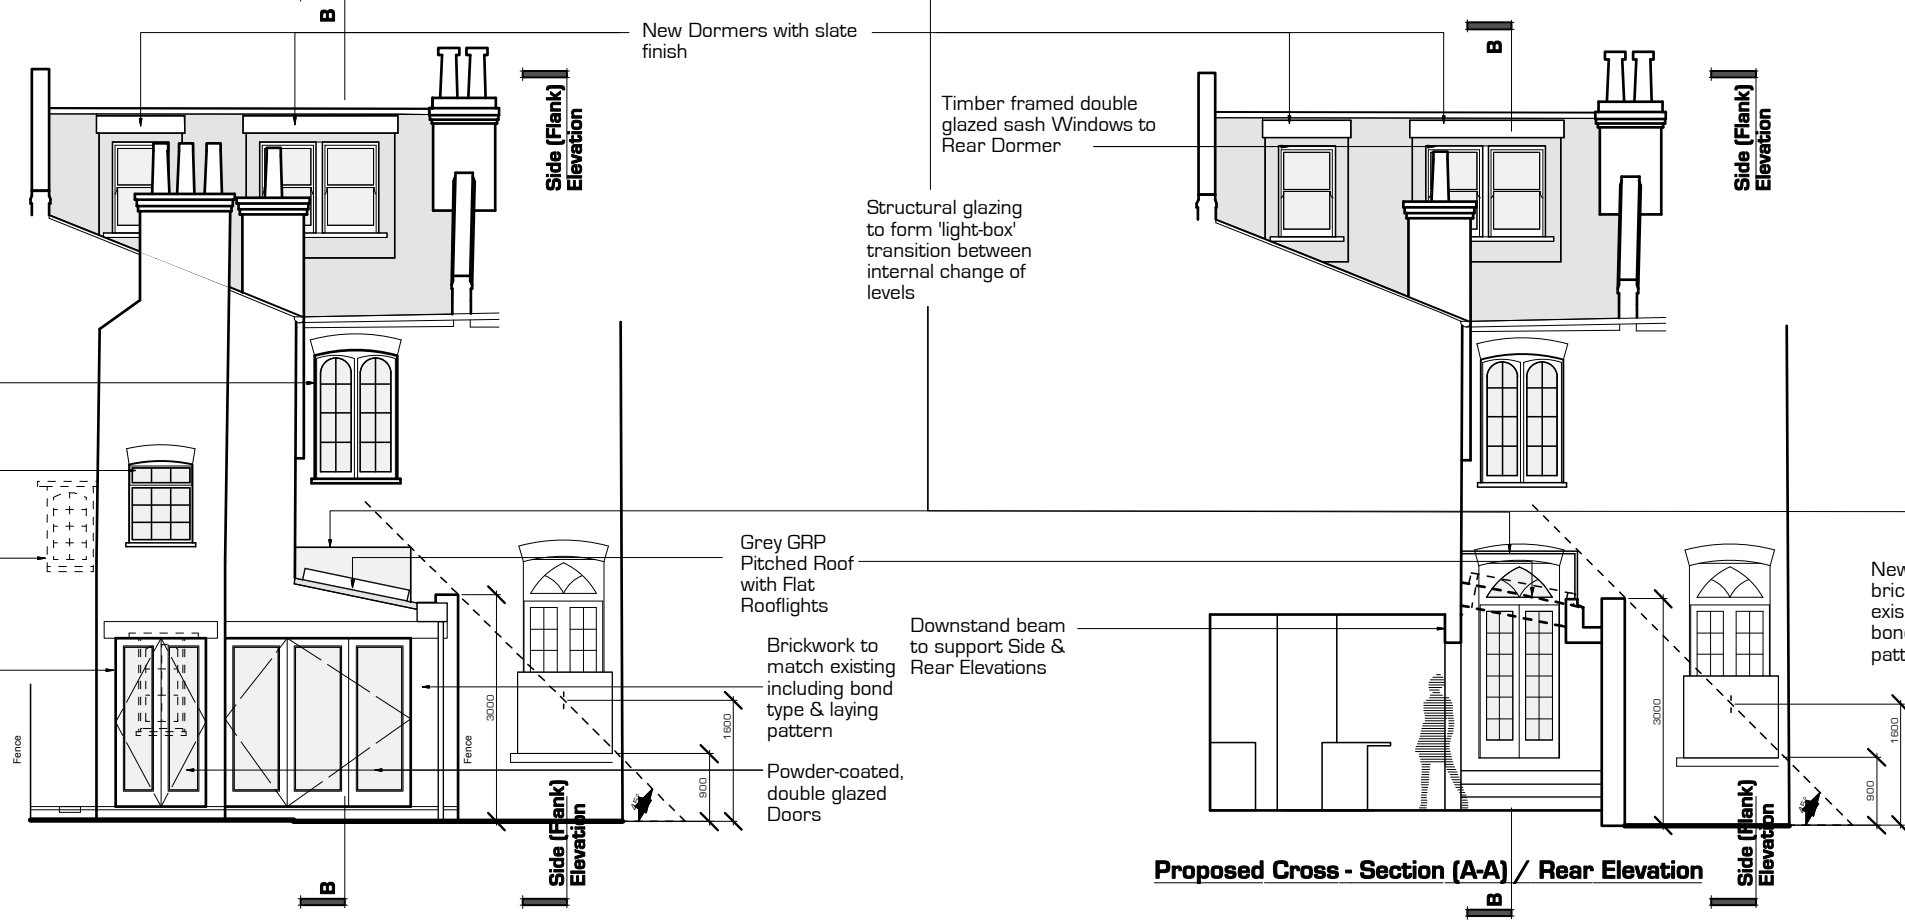 B
New Dormers with slate
finish
B
Side (Flank)
Elevation
Side (Flank)
Elevation
Timber framed double
glazed sash Windows to
Rear Dormer
Structural glazing
to form 'light-box'
transition between
internal change of
levels
Grey GRP
Pitched Roof
with Flat
Rooflights
Brickwork to
match existing
including bond
type & laying
pattern
Downstand beam
to support Side &
Rear Elevations
Powder-coated,
double glazed
Doors
Fence
Fence
3000
900
1600
45°
3000
900
1600
45°
Side (Flank)
Elevation
Side (Flank)
Elevation
B
B
Proposed Cross - Section (A-A) / Rear Elevation